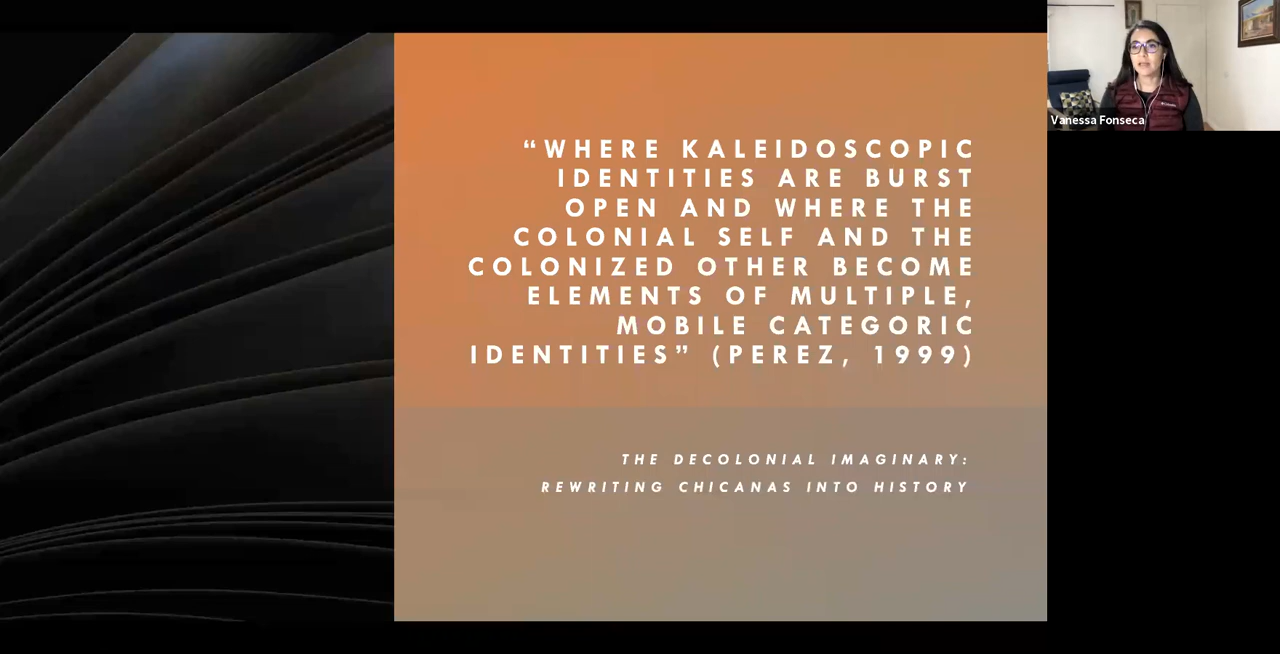 “WHERE KALEIDOSCOPIC
IDENTITIES ARE BURST
OPEN AND WHERE THE
COLONIAL SELF AND THE
COLONIZED OTHER BECOME
ELEMENTS OF MULTIPLE,
MOBILE CATEGORIC
IDENTITIES” (PEREZ, 1999)
THE DECOLONIAL IMAGINARY:
REWRITING CHICANAS INTO HISTORY
Vanessa Fonseca